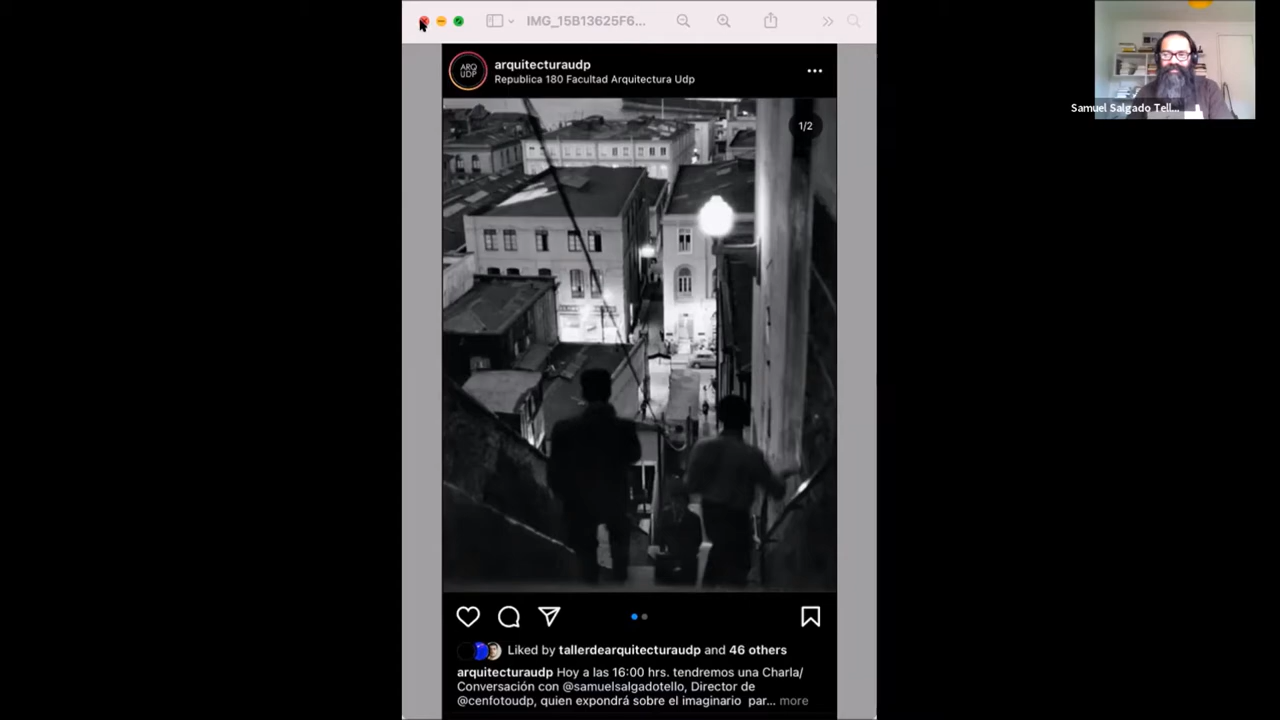 IMG_15B13625F6...
arquitecturaudp
Republica 180 Facultad Arquitectura Udp
ARQ
UDP
1/2
Samuel Salgado Tell...
Liked by tallerdearquitecturaudp and 46 others
arquitecturaudp Hoy a las 16:00 hrs. tendremos una Charla/
Conversación con @samuelsalgadotello, Director de
@cenfotoudp, quien expondrá sobre el imaginario par... more